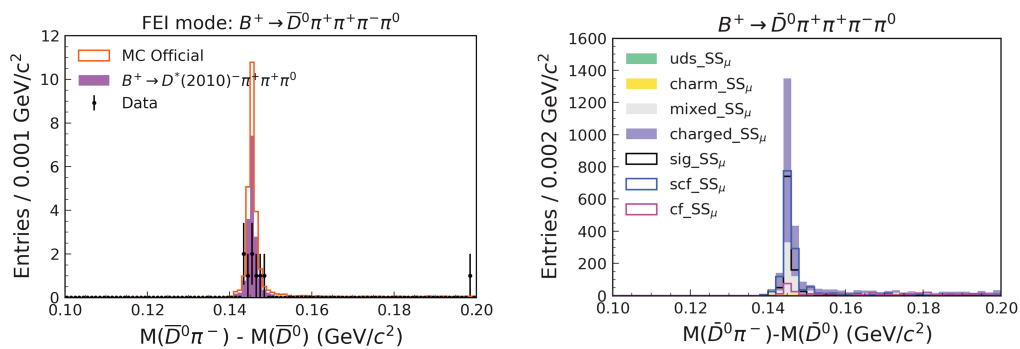 FEI mode: B⁺ → D̅⁰π⁺π⁺π⁻π⁰
MC Official
B⁺ → D*(2010)⁻π⁺π⁺π⁰
Data
Entries / 0.001 GeV/c²
12
10
8
6
4
2
0
0.10 0.12 0.14 0.16 0.18 0.20
M(D̅⁰π⁻) - M(D̅⁰) (GeV/c²)
B⁺ → D̄⁰π⁺π⁺π⁻π⁰
uds_SSμ
charm_SSμ
mixed_SSμ
charged_SSμ
sig_SSμ
scf_SSμ
cf_SSμ
Entries / 0.002 GeV/c²
1600
1400
1200
1000
800
600
400
200
0
0.10 0.12 0.14 0.16 0.18 0.20
M(D̄⁰π⁻)-M(D̄⁰) (GeV/c²)